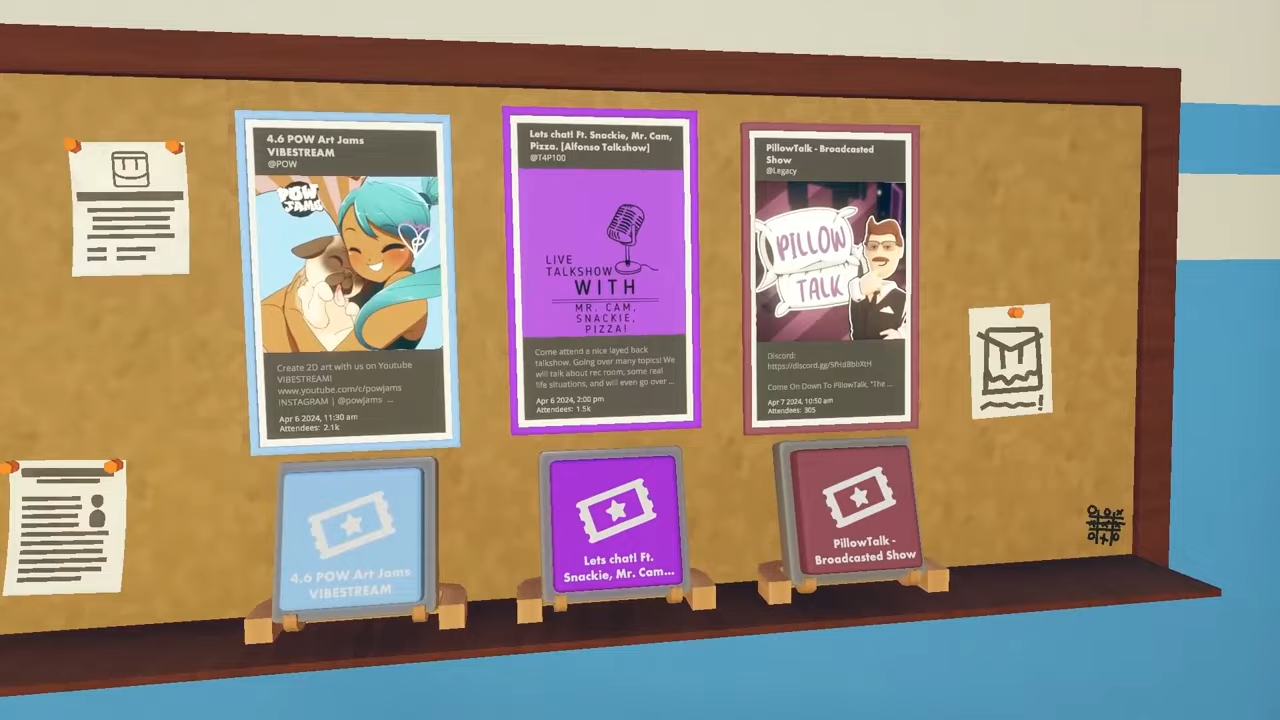 4.6 POW Art Jams
VIBESTREAM
@POW
POW
JAMS
Create 2D art with us on Youtube
VIBESTREAM!
www.youtube.com/c/powjams
INSTAGRAM | @powjams ...
Apr 6 2024, 11:30 am
Attendees: 2.1k
Lets chat! Ft. Snackie, Mr. Cam,
Pizza. [Alfonso Talkshow]
@T4P100
LIVE
TALKSHOW
WITH
MR. CAM,
SNACKIE,
PIZZA!
Come attend a nice layed back
talkshow. Going over many topics! We
will talk about rec room, some real
life situations, and will even go over ...
Apr 6 2024, 2:00 pm
Attendees: 1.5k
PillowTalk - Broadcasted
Show
@Legacy
PILLOW
TALK
Discord:
Come On Down To PillowTalk, "The ...
Apr 7 2024, 10:50 am
Attendees: 305
4.6 POW Art Jams
VIBESTREAM
Lets chat! Ft.
Snackie, Mr. Cam...
PillowTalk -
Broadcasted Show